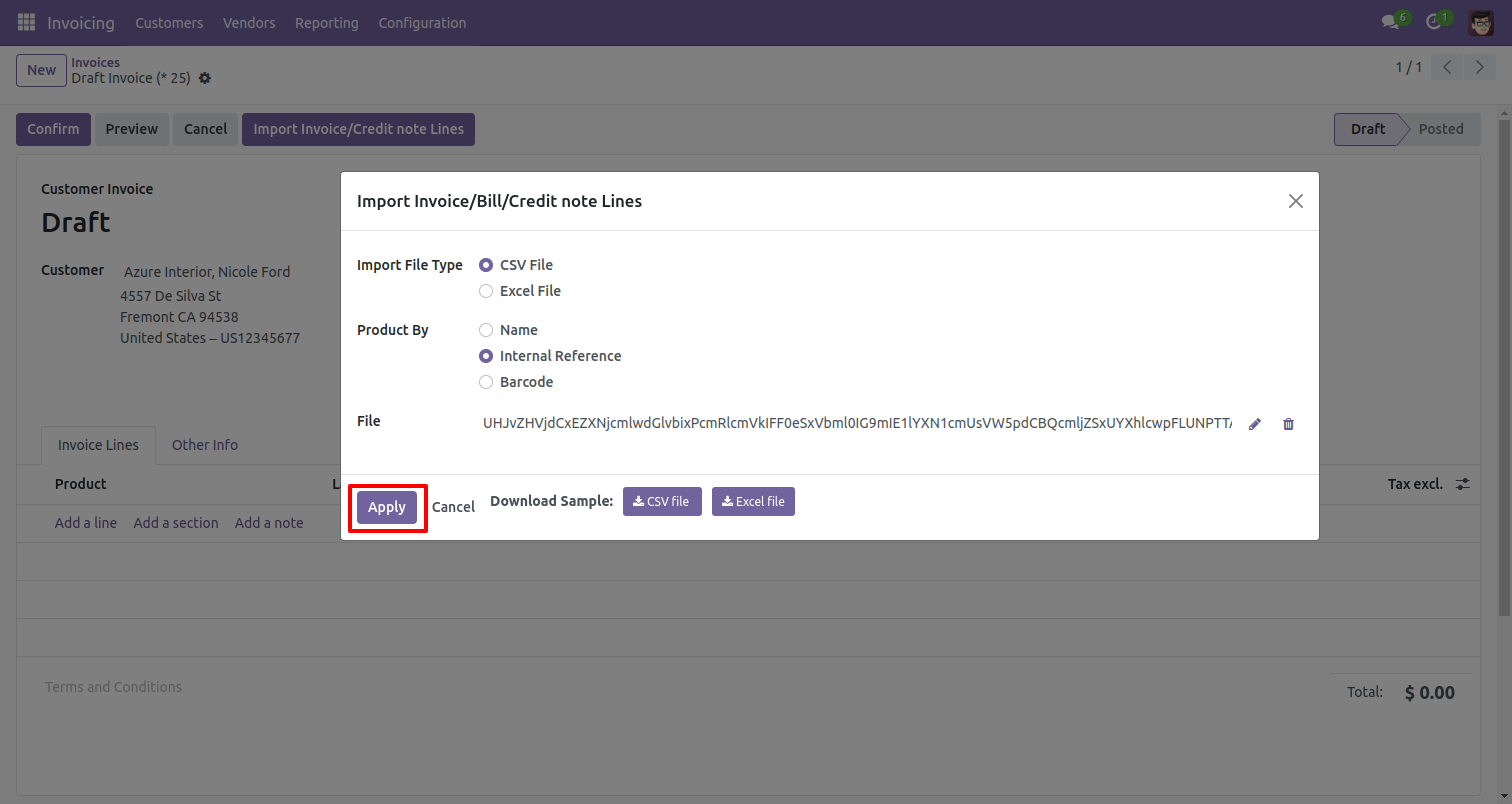 Invoicing Customers Vendors Reporting Configuration 6 1
New Invoices
Draft Invoice (* 25)
1 / 1
Confirm Preview Cancel Import Invoice/Credit note Lines Draft Posted
Customer Invoice
Draft
Customer Azure Interior, Nicole Ford
4557 De Silva St
Fremont CA 94538
United States – US12345677
Import Invoice/Bill/Credit note Lines
Import File Type CSV File
Excel File
Product By Name
Internal Reference
Barcode
File
Apply Cancel Download Sample: CSV file Excel file
Invoice Lines Other Info
Product Tax excl.
Add a line Add a section Add a note
Terms and Conditions
Total: $ 0.00